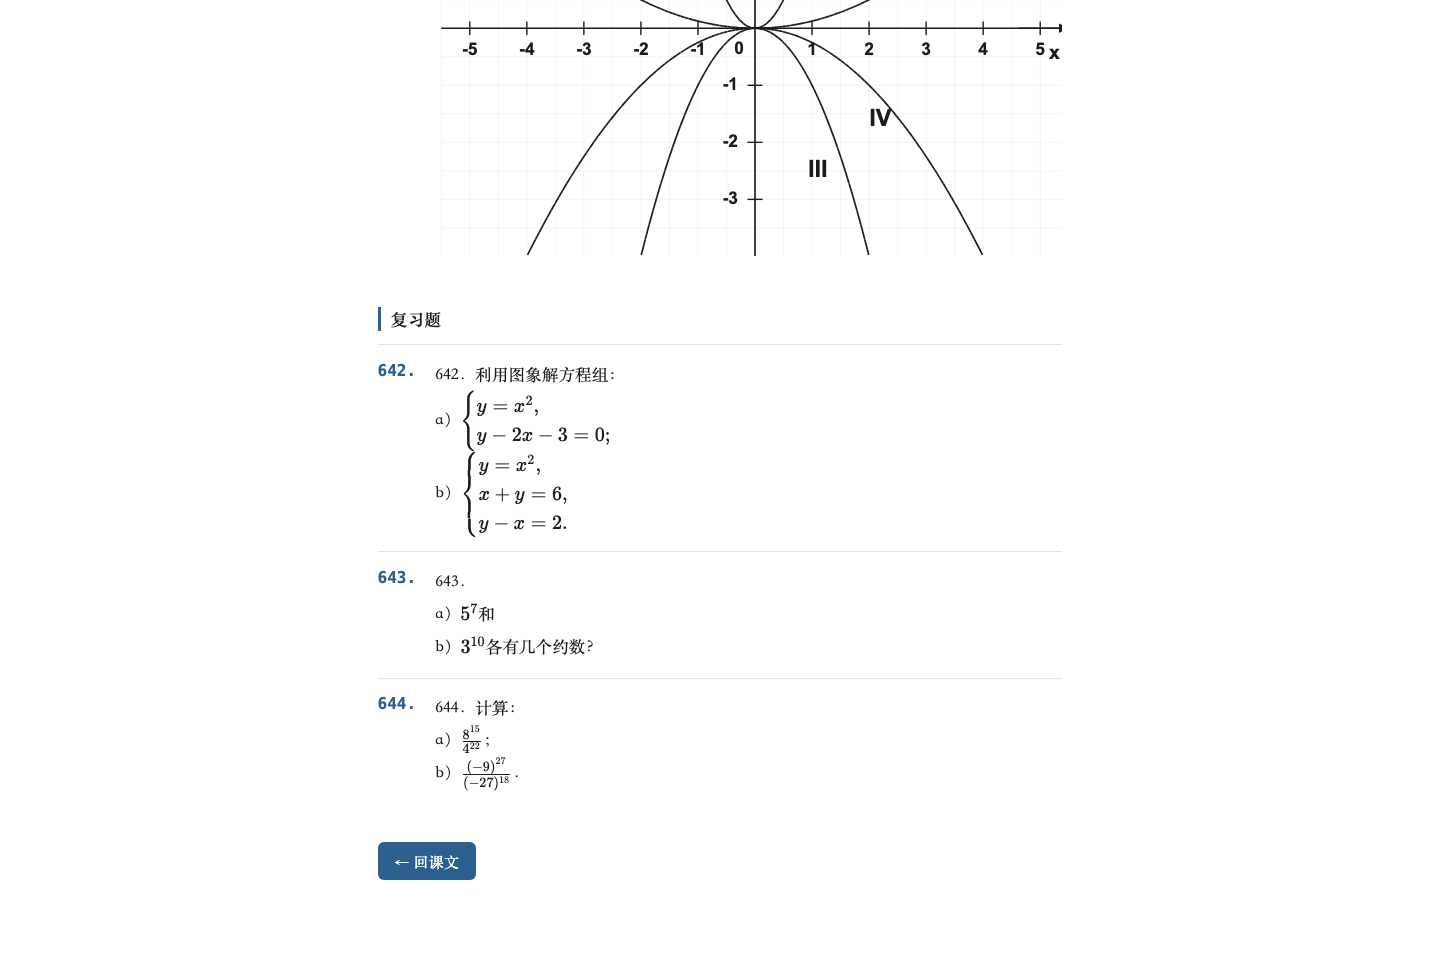 -5 -4 -3 -2 -1 0 1 2 3 4 5 x
-1
IV
-2
III
-3
复习题
642. 642. 利用图象解方程组：
a) { y = x², 
y − 2x − 3 = 0;
b) { y = x²,
x + y = 6,
y − x = 2.
643. 643.
a) 5⁷和
b) 3¹⁰各有几个约数？
644. 644. 计算：
a) 8¹⁵/4²²；
b) (−9)²⁷/(−27)¹⁸．
← 回课文